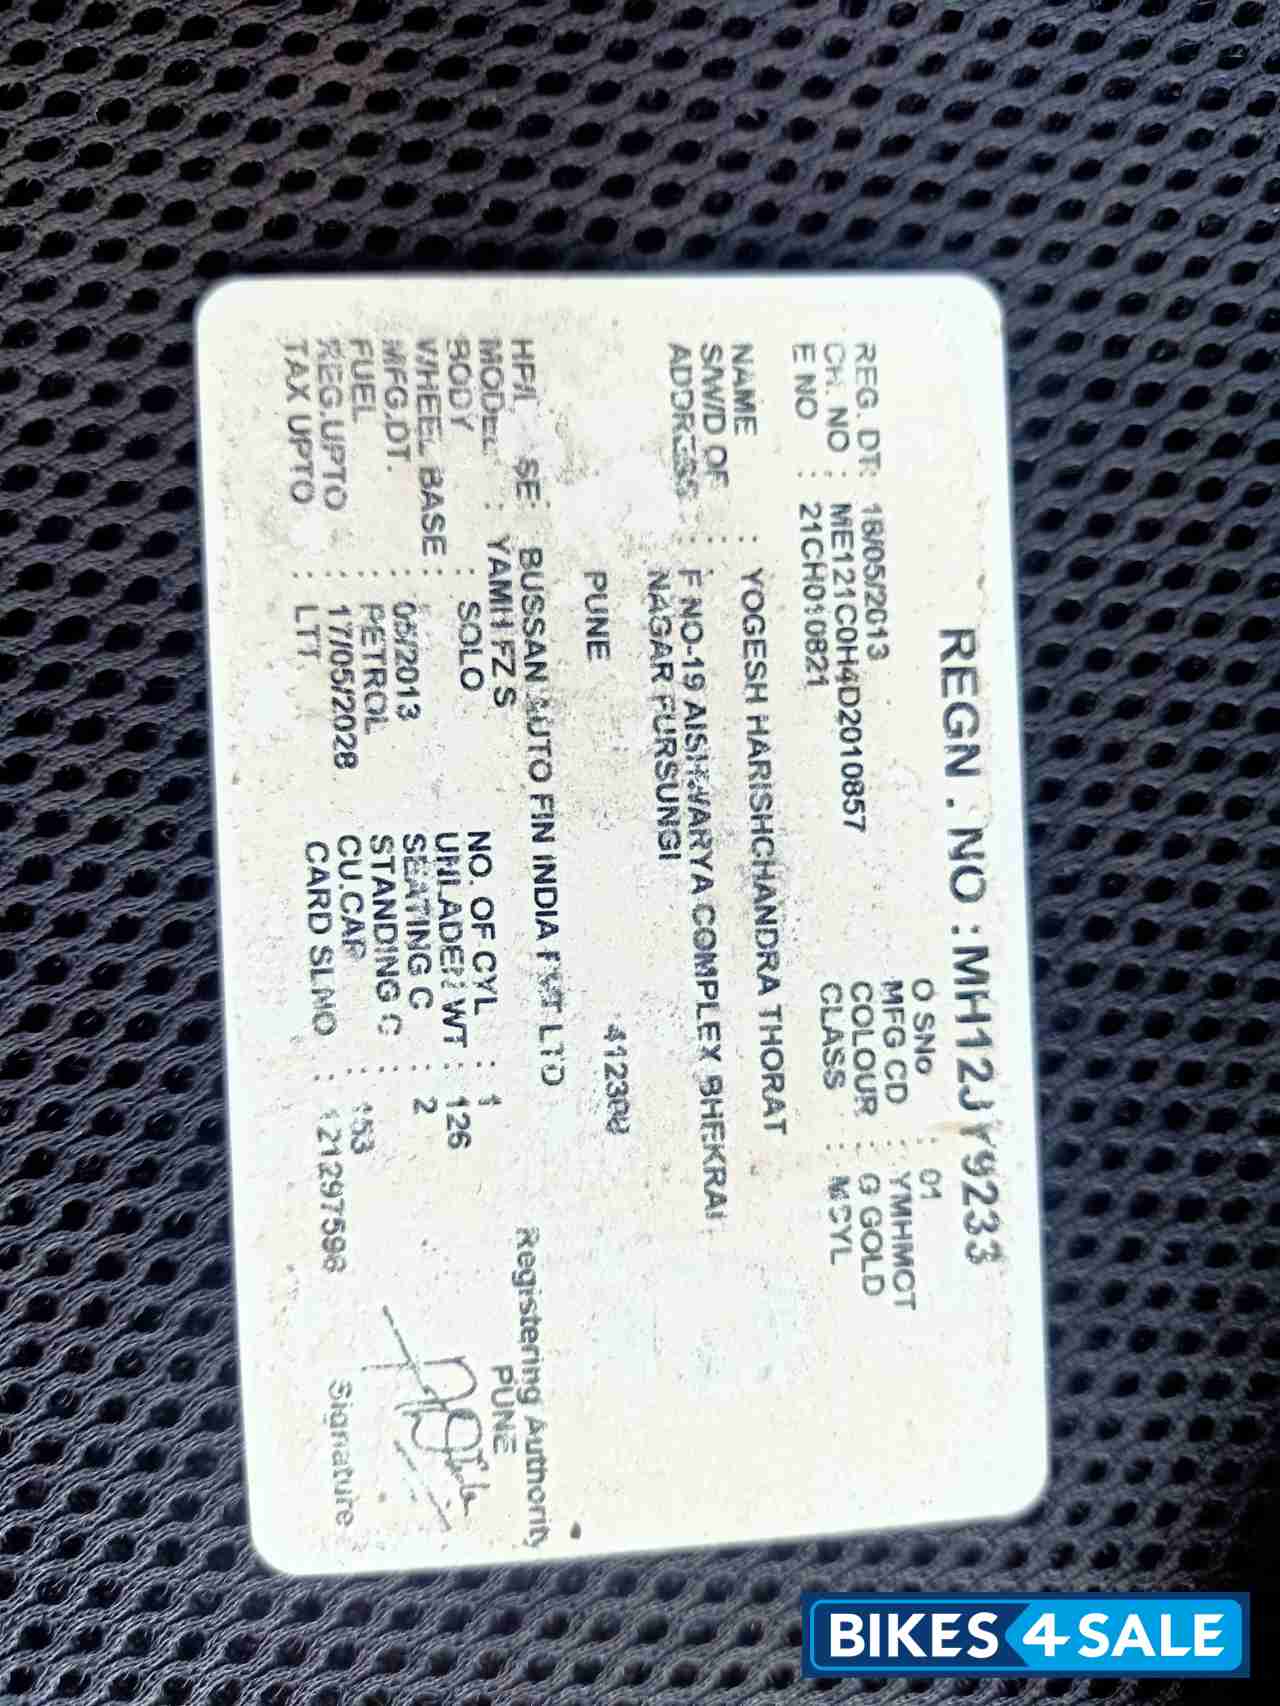 REGN . NO : MH12JY9233
O SNo : 01
REG. DT: 18/05/2013 MFG CD : YMHMCT
CH. NO : ME121C0H4D2010857 COLOUR : G GOLD
E NO : 21CH010821 CLASS : MCYL
NAME : YOGESH HARISHCHANDRA THORAT
S/W/D OF :
ADDRESS : F NO-19 AISHWARYA COMPLEX BHEKRAI
NAGAR FURSUNGI
PUNE 412308
HP/L SE: BUSSAN AUTO FIN INDIA PVT LTD
MODEL : YAMH FZ S NO. OF CYL : 1 Registering Authority
BODY : SOLO UNLADEN WT : 126 PUNE
WHEEL BASE : SEATING C : 2
MFG.DT. : 05/2013 STANDING C :
FUEL : PETROL CU.CAP : 153
REG.UPTO : 17/05/2028 CARD SLNO : 121297598 Signature
TAX UPTO : LTT
BIKES4SALE